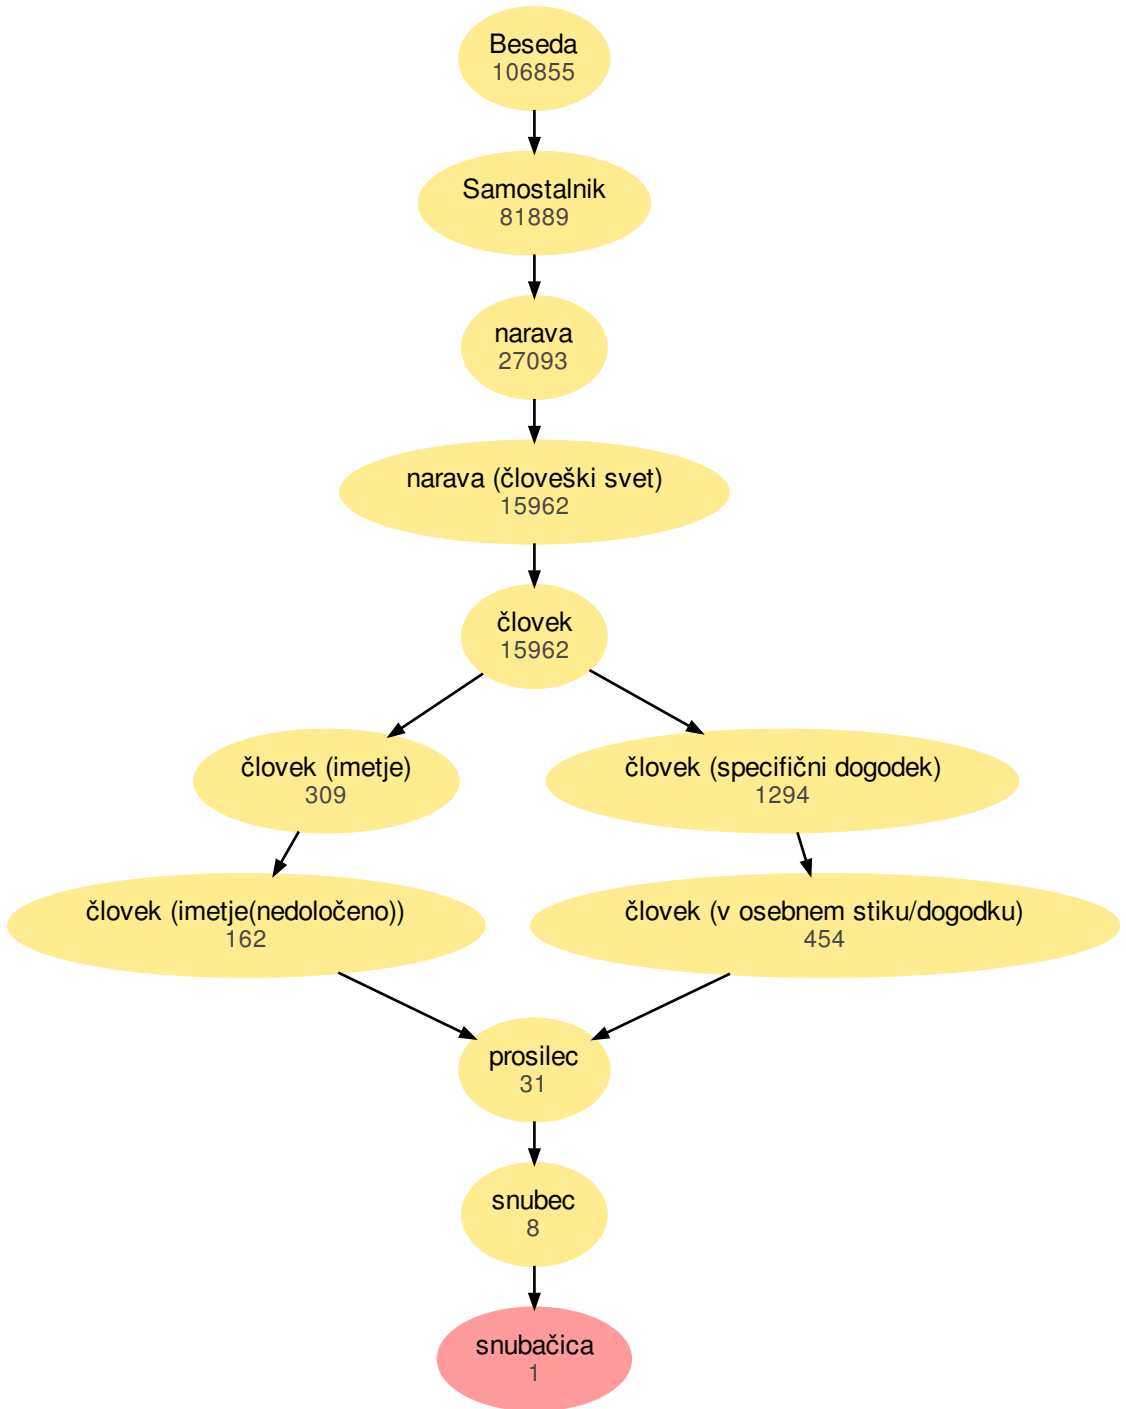 Beseda
106855
Samostalnik
81889
narava
27093
narava (človeški svet)
15962
človek
15962
človek (imetje)
309
človek (specifični dogodek)
1294
človek (imetje(nedoločeno))
162
človek (v osebnem stiku/dogodku)
454
prosilec
31
snubec
8
snubačica
1